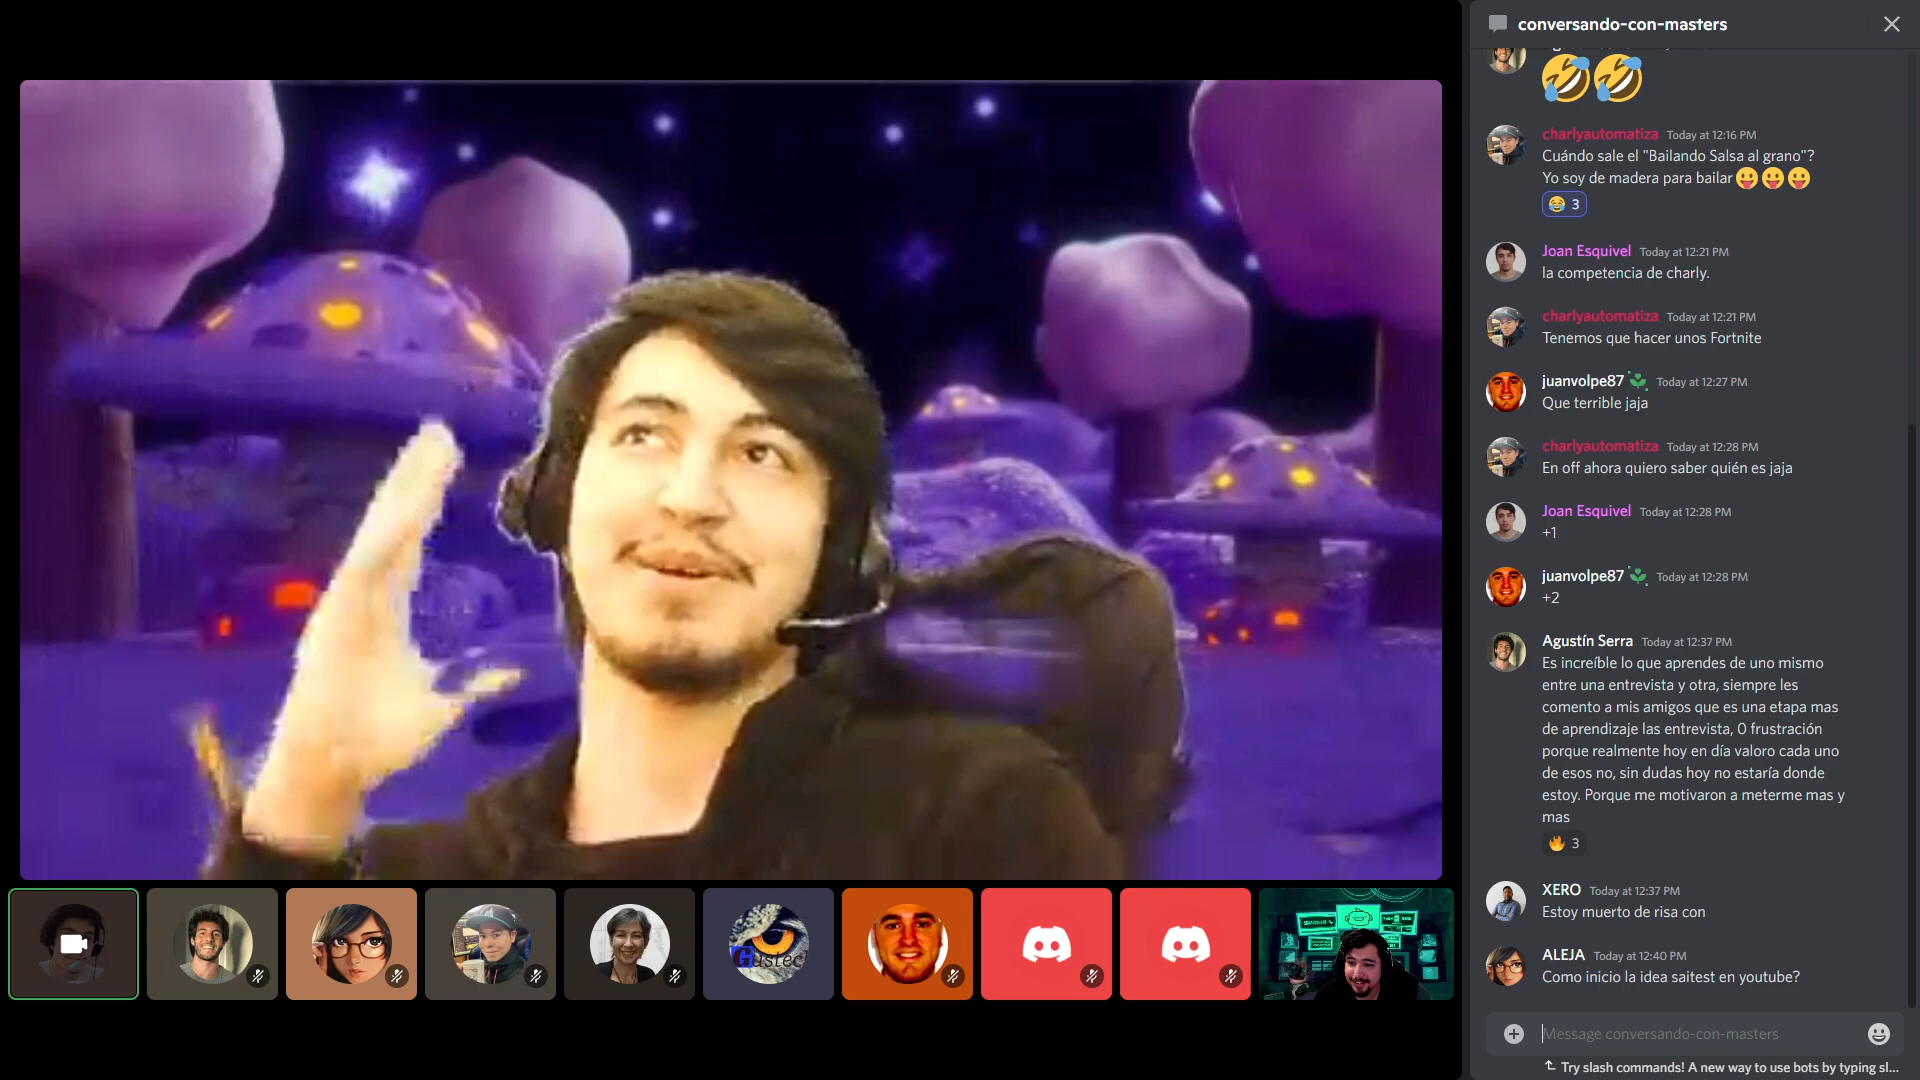 conversando-con-masters
charlyautomatiza Today at 12:16 PM
Cuándo sale el "Bailando Salsa al grano"?
Yo soy de madera para bailar
3
Joan Esquivel Today at 12:21 PM
la competencia de charly.
charlyautomatiza Today at 12:21 PM
Tenemos que hacer unos Fortnite
juanvolpe87 Today at 12:27 PM
Que terrible jaja
charlyautomatiza Today at 12:28 PM
En off ahora quiero saber quién es jaja
Joan Esquivel Today at 12:28 PM
+1
juanvolpe87 Today at 12:28 PM
+2
Agustín Serra Today at 12:37 PM
Es increíble lo que aprendes de uno mismo
entre una entrevista y otra, siempre les
comento a mis amigos que es una etapa mas
de aprendizaje las entrevista, 0 frustración
porque realmente hoy en día valoro cada uno
de esos no, sin dudas hoy no estaría donde
estoy. Porque me motivaron a meterme mas y
mas
3
XERO Today at 12:37 PM
Estoy muerto de risa con
ALEJA Today at 12:40 PM
Como inicio la idea saitest en youtube?
Message conversando-con-masters
Try slash commands! A new way to use bots by typing sl...